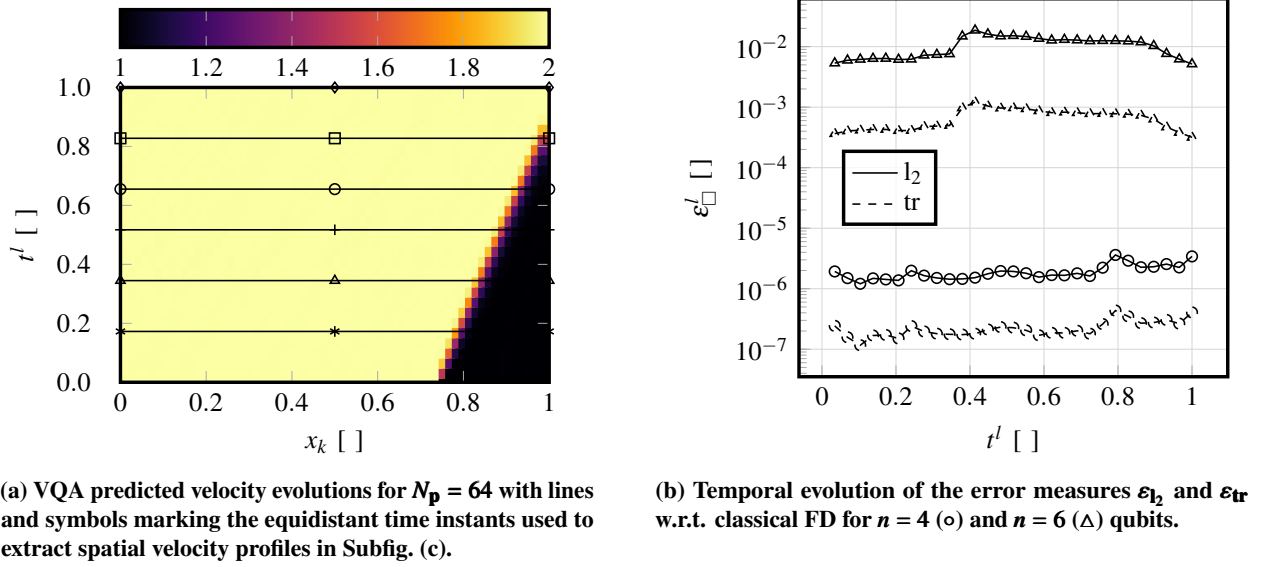 1 1.2 1.4 1.6 1.8 2
1.0
0.8
0.6
0.4
0.2
0.0
t^l [ ]
0 0.2 0.4 0.6 0.8 1
x_k [ ]
10^−2
10^−3
10^−4
10^−5
10^−6
10^−7
ε^l_□ [ ]
l_2
tr
0 0.2 0.4 0.6 0.8 1
t^l [ ]
(a) VQA predicted velocity evolutions for N_p = 64 with lines
and symbols marking the equidistant time instants used to
extract spatial velocity profiles in Subfig. (c).
(b) Temporal evolution of the error measures ε_{l_2} and ε_tr
w.r.t. classical FD for n = 4 (○) and n = 6 (△) qubits.